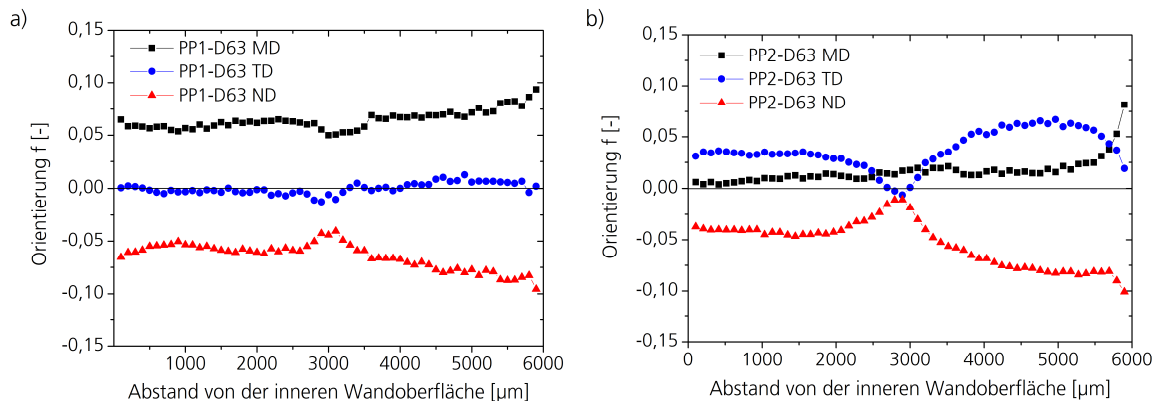 a)
0,15
0,10
0,05
0,00
-0,05
-0,10
-0,15
Orientierung f [-]
PP1-D63 MD
PP1-D63 TD
PP1-D63 ND
1000
2000
3000
4000
5000
6000
Abstand von der inneren Wandoberfläche [µm]
b)
0,15
0,10
0,05
0,00
-0,05
-0,10
-0,15
Orientierung f [-]
PP2-D63 MD
PP2-D63 TD
PP2-D63 ND
0
1000
2000
3000
4000
5000
6000
Abstand von der inneren Wandoberfläche [µm]